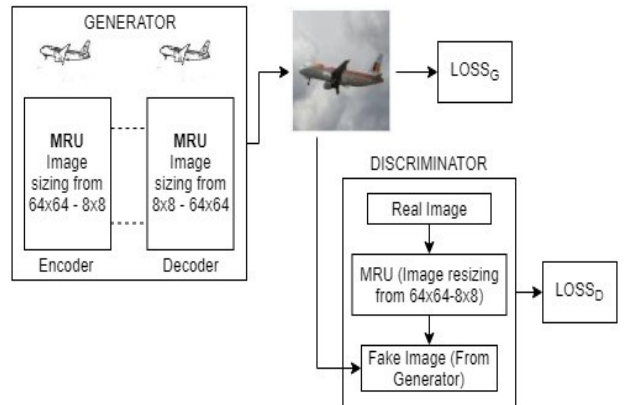 GENERATOR
MRU
Image
sizing from
64x64 - 8x8
MRU
Image
sizing from
8x8 - 64x64
Encoder
Decoder
LOSSG
DISCRIMINATOR
Real Image
MRU (Image resizing
from 64x64-8x8)
Fake Image (From
Generator)
LOSSD